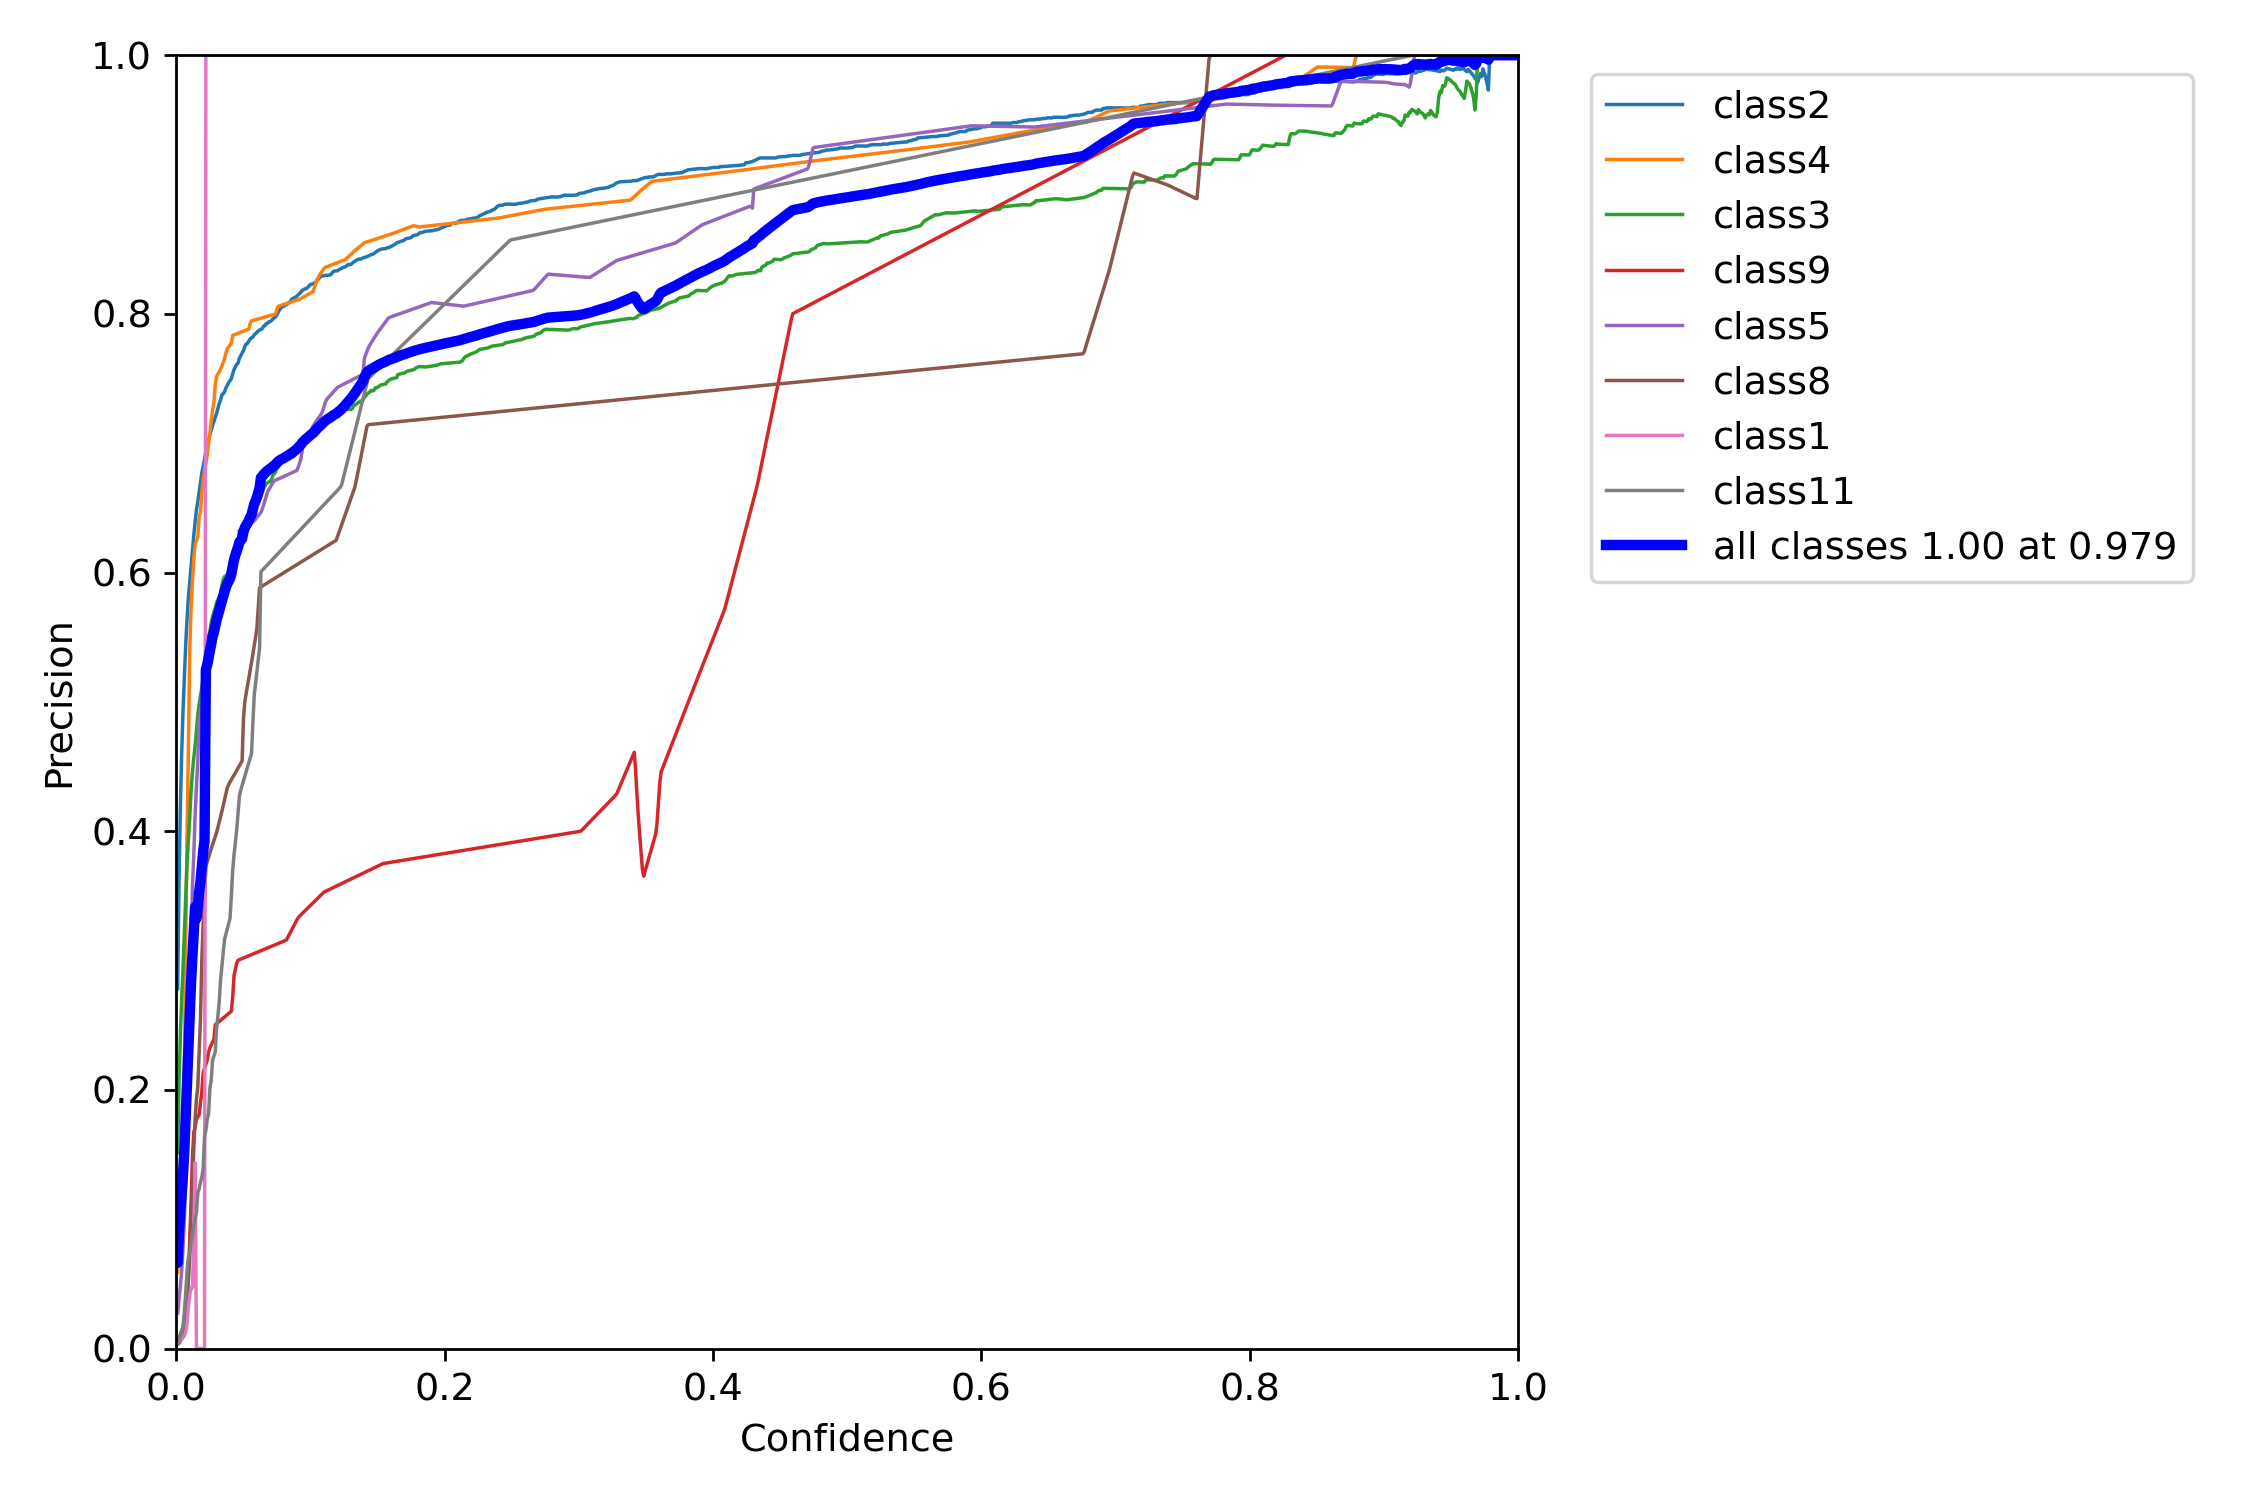 1.0
0.8
0.6
0.4
0.2
0.0
Precision
0.0 0.2 0.4 0.6 0.8 1.0
Confidence
class2
class4
class3
class9
class5
class8
class1
class11
all classes 1.00 at 0.979